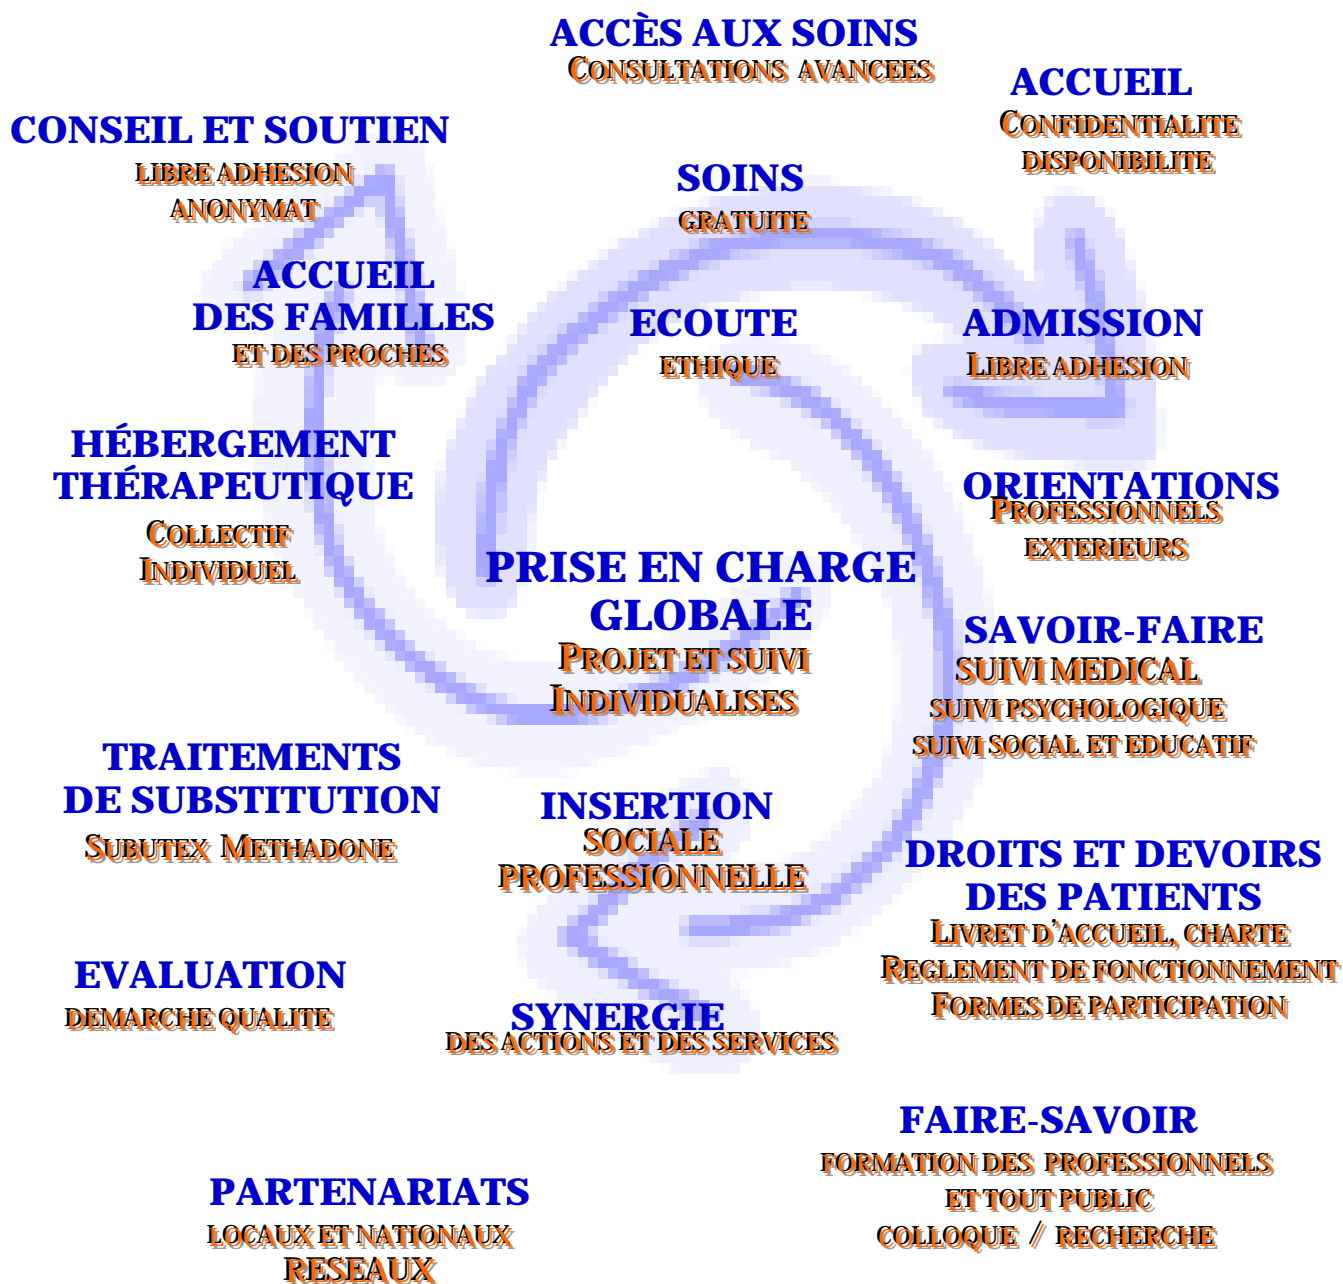 ACCÈS AUX SOINS
CONSULTATIONS AVANCEES
ACCUEIL
CONFIDENTIALITE
DISPONIBILITE
CONSEIL ET SOUTIEN
LIBRE ADHESION
ANONYMAT
SOINS
GRATUITE
ACCUEIL
DES FAMILLES
ET DES PROCHES
ECOUTE
ETHIQUE
ADMISSION
LIBRE ADHESION
HÉBERGEMENT
THÉRAPEUTIQUE
COLLECTIF
INDIVIDUEL
ORIENTATIONS
PROFESSIONNELS
EXTERIEURS
PRISE EN CHARGE
GLOBALE
PROJET ET SUIVI
INDIVIDUALISES
SAVOIR-FAIRE
SUIVI MEDICAL
SUIVI PSYCHOLOGIQUE
SUIVI SOCIAL ET EDUCATIF
TRAITEMENTS
DE SUBSTITUTION
SUBUTEX METHADONE
INSERTION
SOCIALE
PROFESSIONNELLE
DROITS ET DEVOIRS
DES PATIENTS
LIVRET D'ACCUEIL, CHARTE
REGLEMENT DE FONCTIONNEMENT
FORMES DE PARTICIPATION
EVALUATION
DEMARCHE QUALITE
SYNERGIE
DES ACTIONS ET DES SERVICES
FAIRE-SAVOIR
FORMATION DES PROFESSIONNELS
ET TOUT PUBLIC
COLLOQUE / RECHERCHE
PARTENARIATS
LOCAUX ET NATIONAUX
RESEAUX